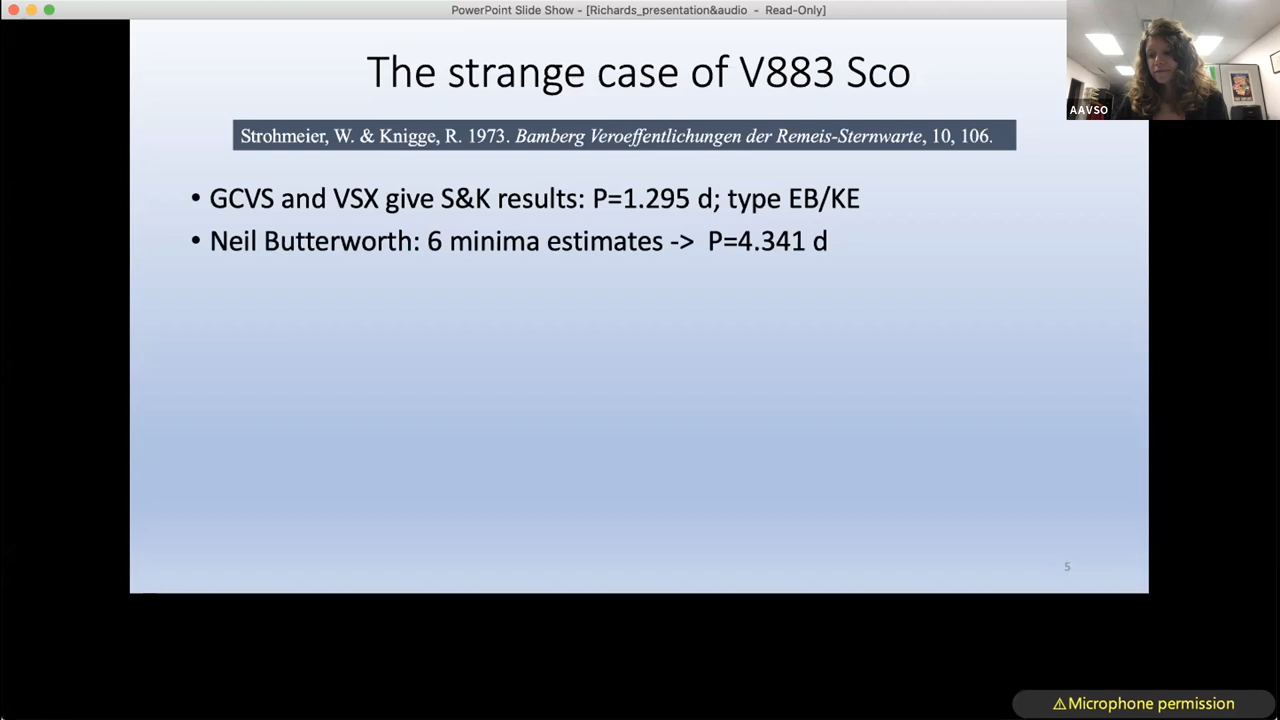 PowerPoint Slide Show - [Richards_presentation&audio - Read-Only]
AAVSO
The strange case of V883 Sco
Strohmeier, W. & Knigge, R. 1973. Bamberg Veroeffentlichungen der Remeis-Sternwarte, 10, 106.
• GCVS and VSX give S&K results: P=1.295 d; type EB/KE
• Neil Butterworth: 6 minima estimates -> P=4.341 d
5
⚠Microphone permission